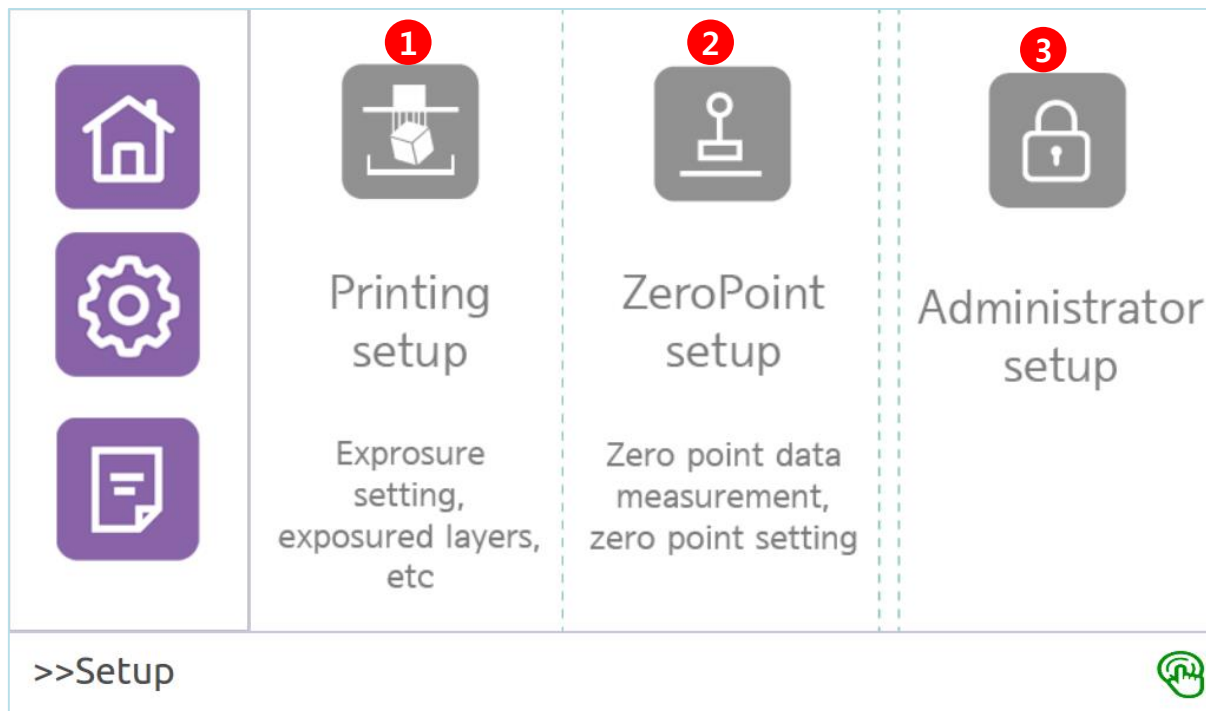 1
Printing
setup
Exprosure
setting,
exposured layers,
etc
2
ZeroPoint
setup
Zero point data
measurement,
zero point setting
3
Administrator
setup
>>Setup